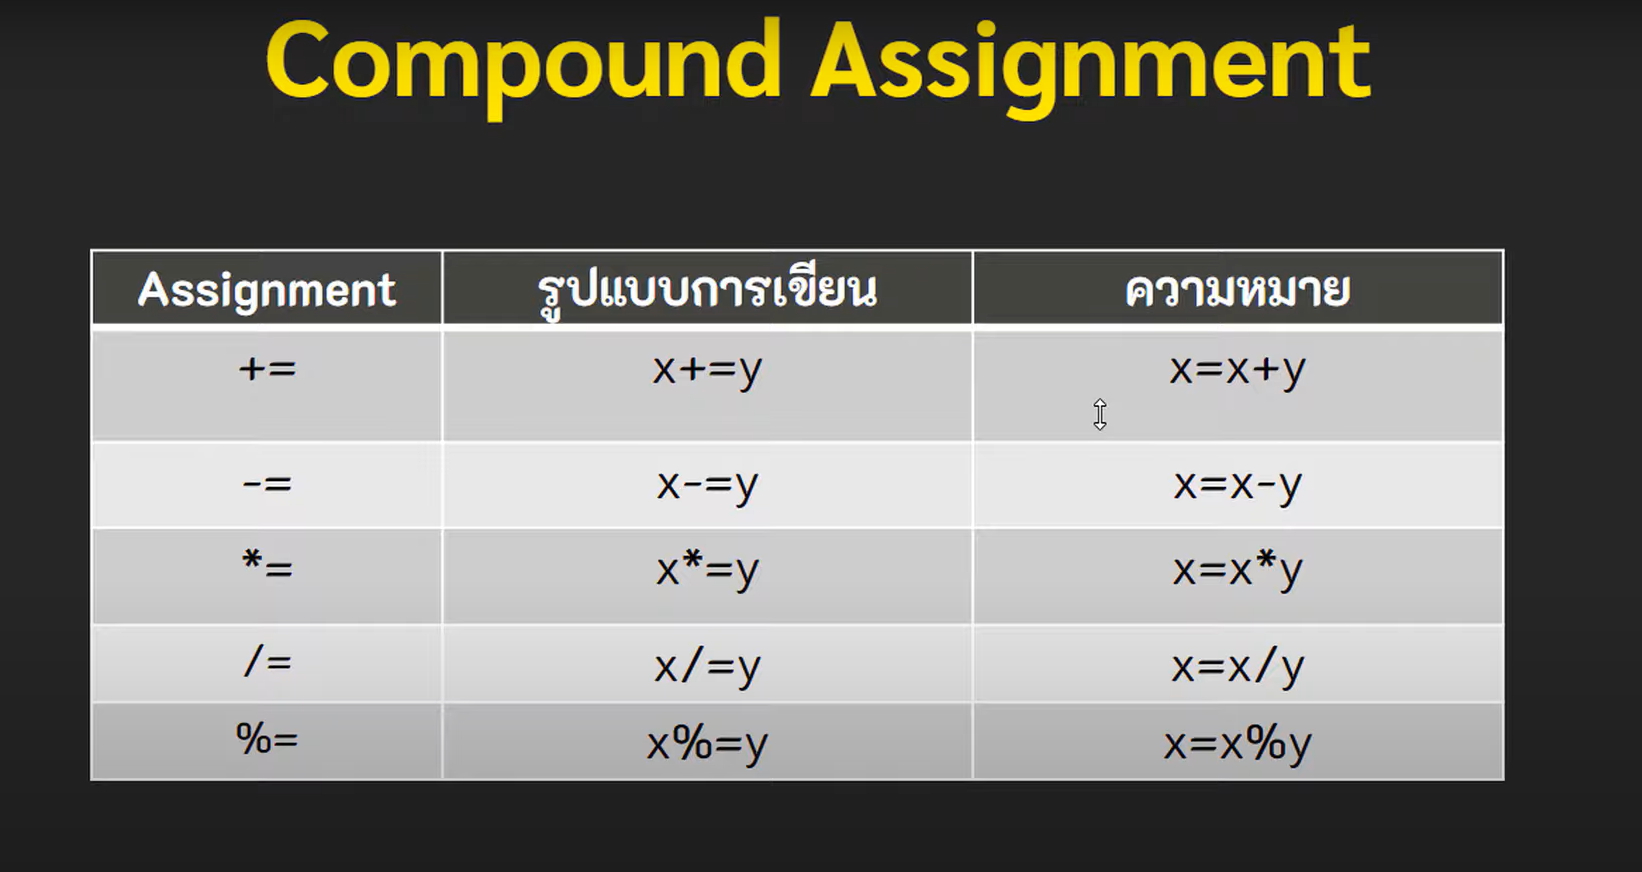 Compound Assignment
Assignment รูปแบบการเขียน ความหมาย
+= x+=y x=x+y
-= x-=y x=x-y
*= x*=y x=x*y
/= x/=y x=x/y
%= x%=y x=x%y